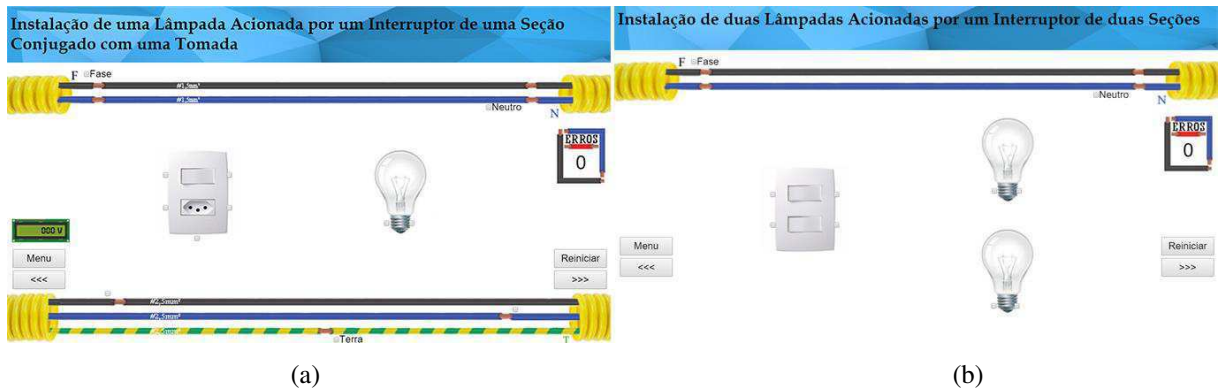 Instalação de uma Lâmpada Acionada por um Interruptor de uma Seção
Conjugado com uma Tomada
F Fase
#1,5mm²
#1,5mm²
Neutro
N
ERROS
0
000 V
Menu
<<<
Reiniciar
>>>
#2,5mm²
#2,5mm²
#2,5mm²
Terra
T
(a)
Instalação de duas Lâmpadas Acionadas por um Interruptor de duas Seções
F Fase
Neutro
N
ERROS
0
Menu
<<<
Reiniciar
>>>
(b)